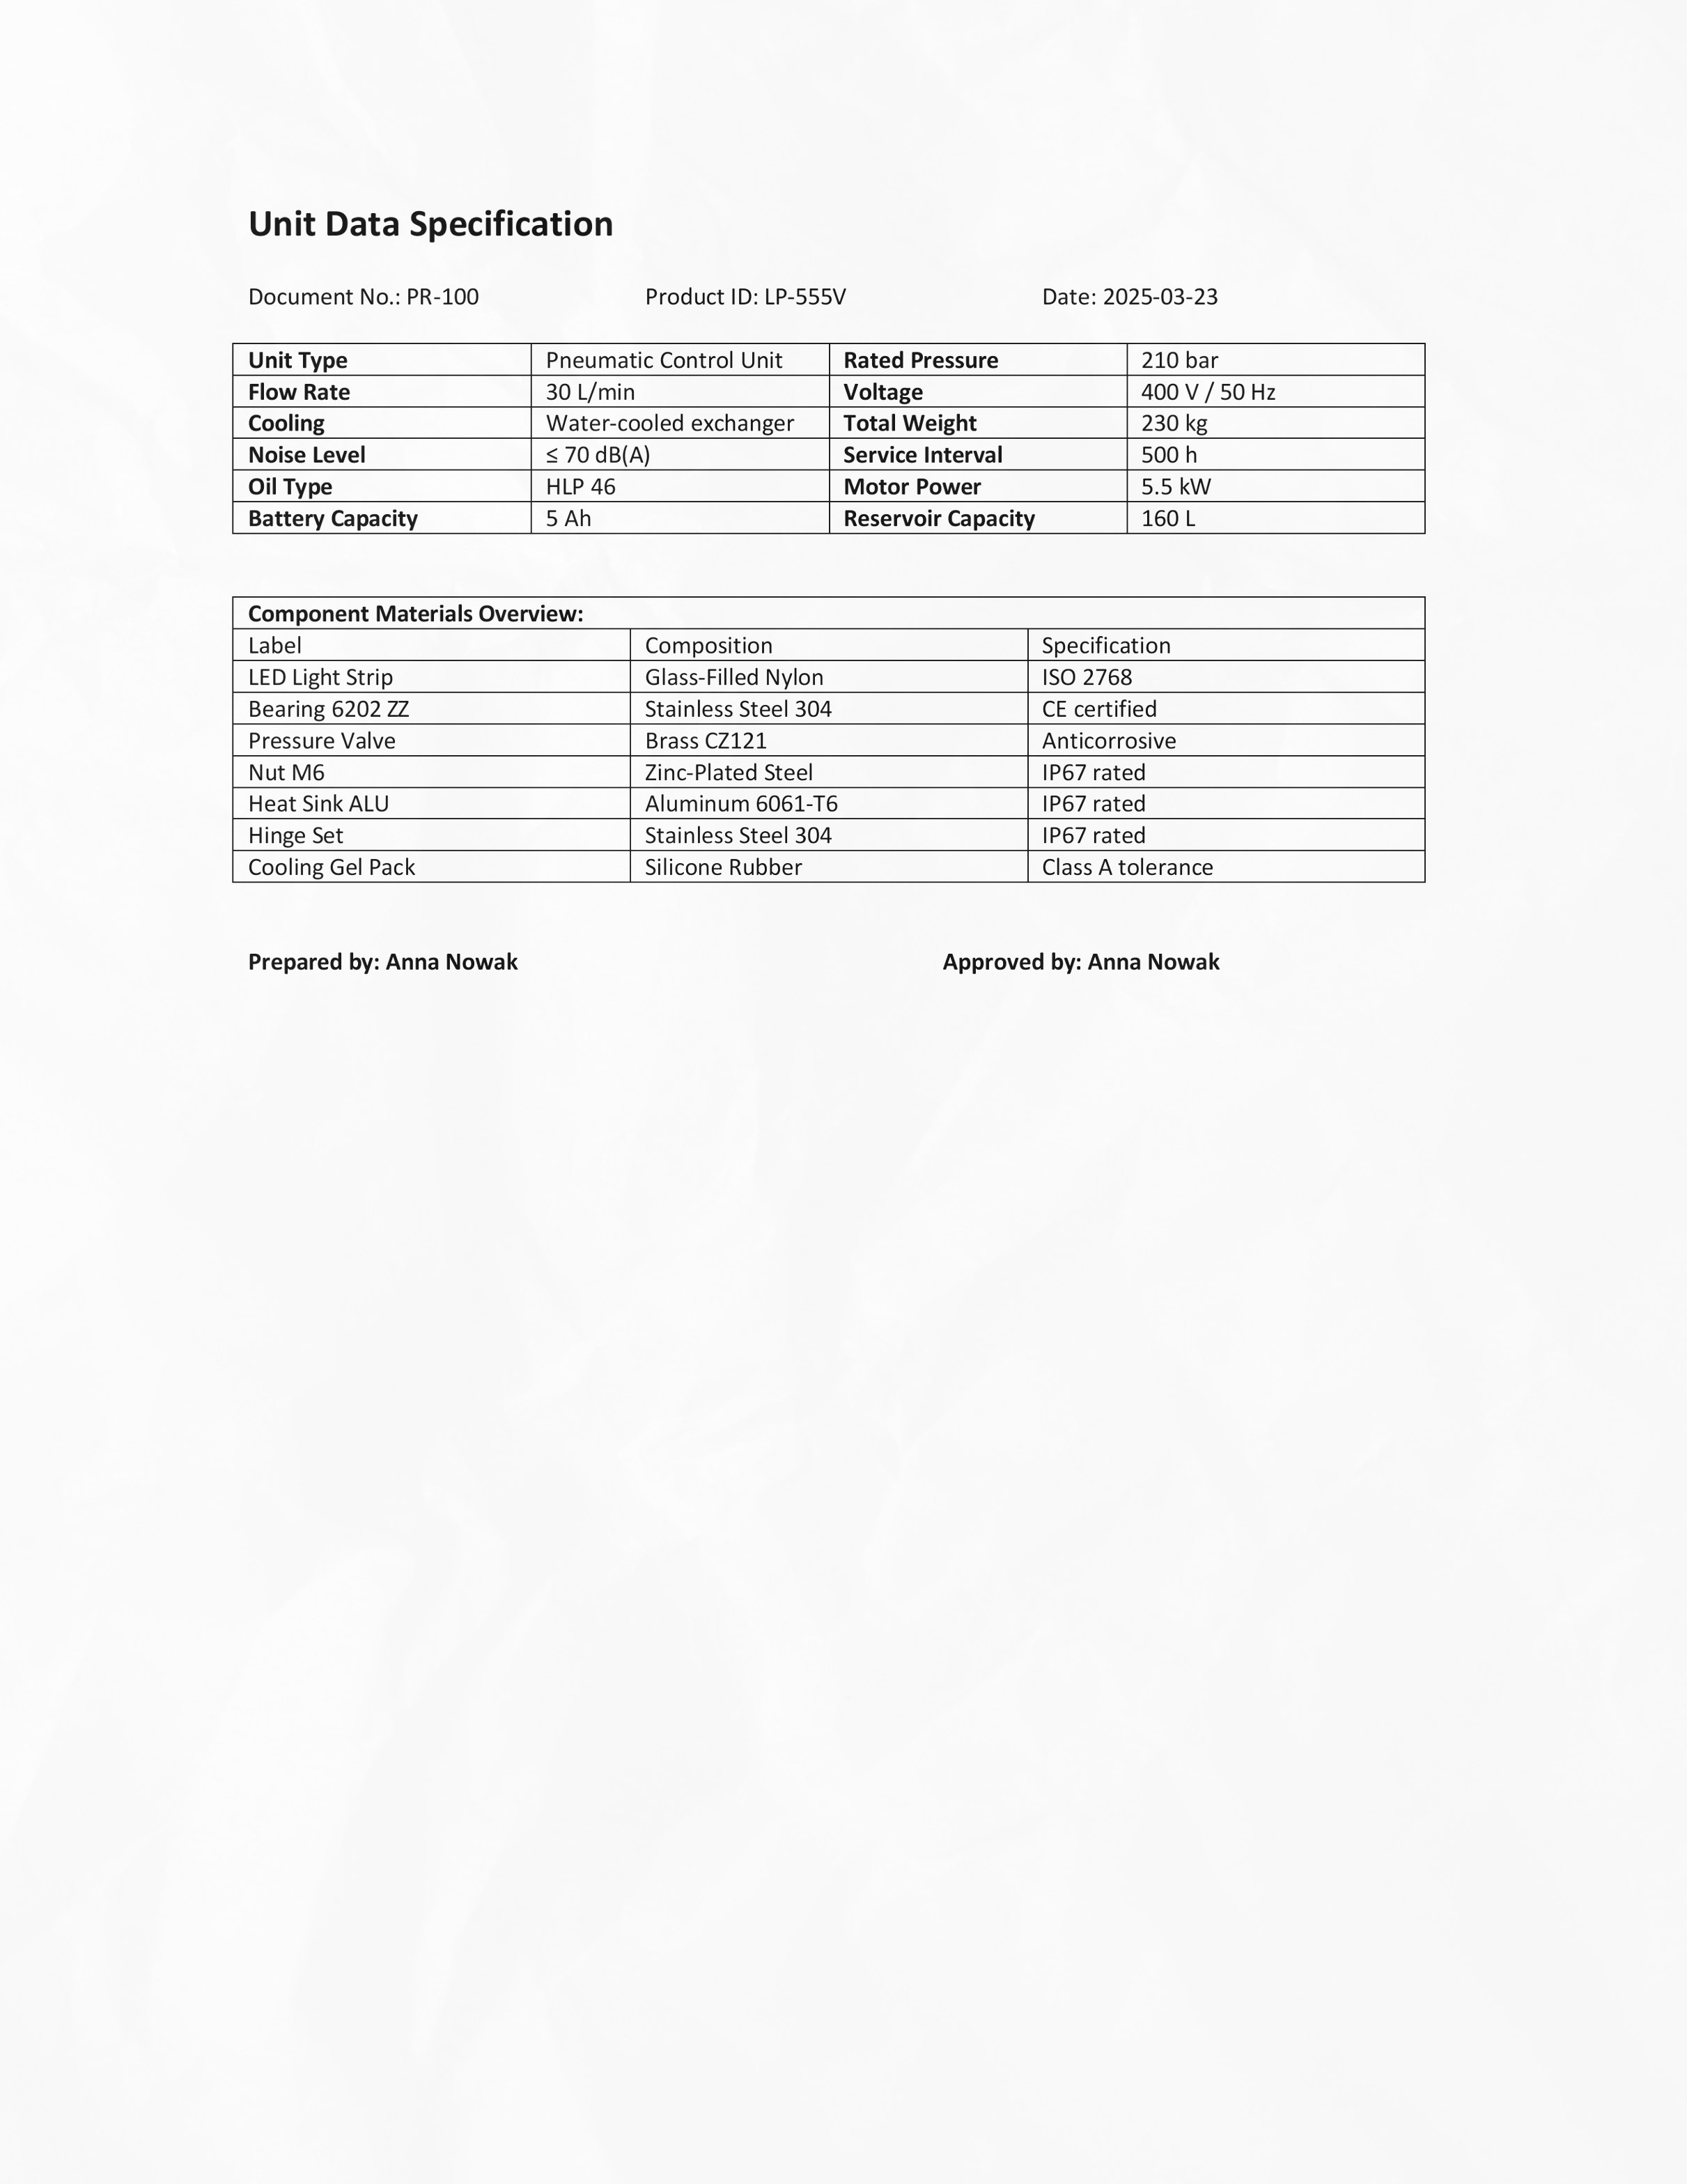 Unit Data Specification
Document No.: PR-100 Product ID: LP-555V Date: 2025-03-23
Unit Type Pneumatic Control Unit Rated Pressure 210 bar
Flow Rate 30 L/min Voltage 400 V / 50 Hz
Cooling Water-cooled exchanger Total Weight 230 kg
Noise Level ≤ 70 dB(A) Service Interval 500 h
Oil Type HLP 46 Motor Power 5.5 kW
Battery Capacity 5 Ah Reservoir Capacity 160 L
Component Materials Overview:
Label Composition Specification
LED Light Strip Glass-Filled Nylon ISO 2768
Bearing 6202 ZZ Stainless Steel 304 CE certified
Pressure Valve Brass CZ121 Anticorrosive
Nut M6 Zinc-Plated Steel IP67 rated
Heat Sink ALU Aluminum 6061-T6 IP67 rated
Hinge Set Stainless Steel 304 IP67 rated
Cooling Gel Pack Silicone Rubber Class A tolerance
Prepared by: Anna Nowak Approved by: Anna Nowak